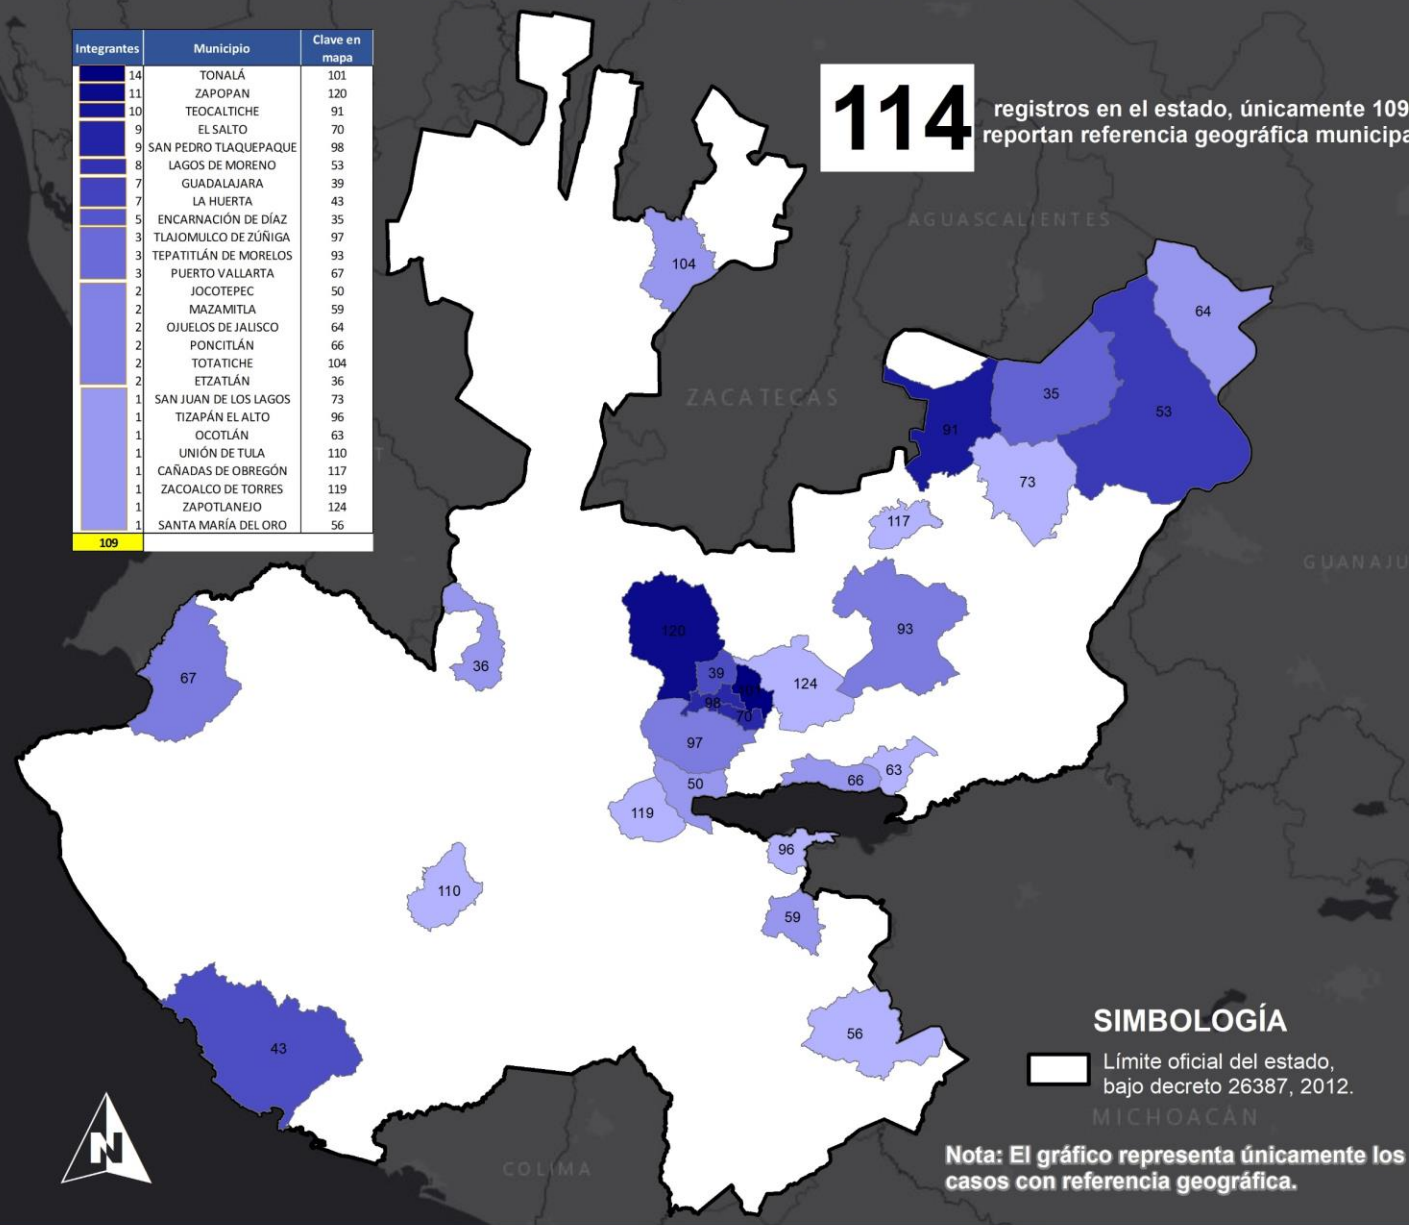 Integrantes Municipio Clave en mapa
14 TONALÁ 101
11 ZAPOPAN 120
10 TEOCALTICHE 91
9 EL SALTO 70
9 SAN PEDRO TLAQUEPAQUE 98
8 LAGOS DE MORENO 53
7 GUADALAJARA 39
7 LA HUERTA 43
5 ENCARNACIÓN DE DÍAZ 35
3 TLAJOMULCO DE ZÚÑIGA 97
3 TEPATITLÁN DE MORELOS 93
3 PUERTO VALLARTA 67
2 JOCOTEPEC 50
2 MAZAMITLA 59
2 OJUELOS DE JALISCO 64
2 PONCITLÁN 66
2 TOTATICHE 104
2 ETZATLÁN 36
1 SAN JUAN DE LOS LAGOS 73
1 TIZAPÁN EL ALTO 96
1 OCOTLÁN 63
1 UNIÓN DE TULA 110
1 CAÑADAS DE OBREGÓN 117
1 ZACOALCO DE TORRES 119
1 ZAPOTLANEJO 124
1 SANTA MARÍA DEL ORO 56
109
114
registros en el estado, únicamente 109
reportan referencia geográfica municipa
AGUASCALIENTES
104
64
ZACATECAS
35
53
91
73
117
GUANAJU
120
93
36
39
124
67
101
98
70
97
63
50
66
119
96
110
59
56
43
SIMBOLOGÍA
Límite oficial del estado,
bajo decreto 26387, 2012.
MICHOACÁN
N
COLIMA
Nota: El gráfico representa únicamente los
casos con referencia geográfica.